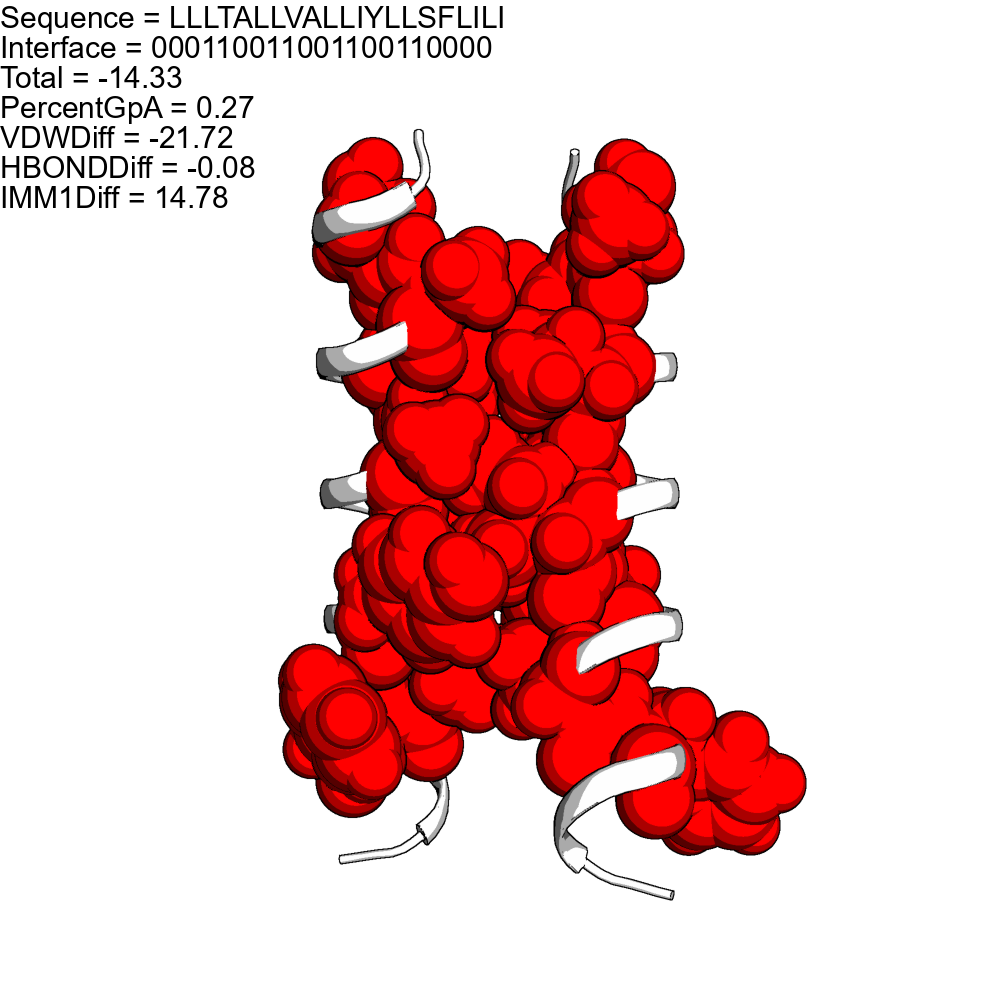 Sequence = LLLTALLVALLIYLLSFLILI
Interface = 000110011001100110000
Total = -14.33
PercentGpA = 0.27
VDWDiff = -21.72
HBONDDiff = -0.08
IMM1Diff = 14.78